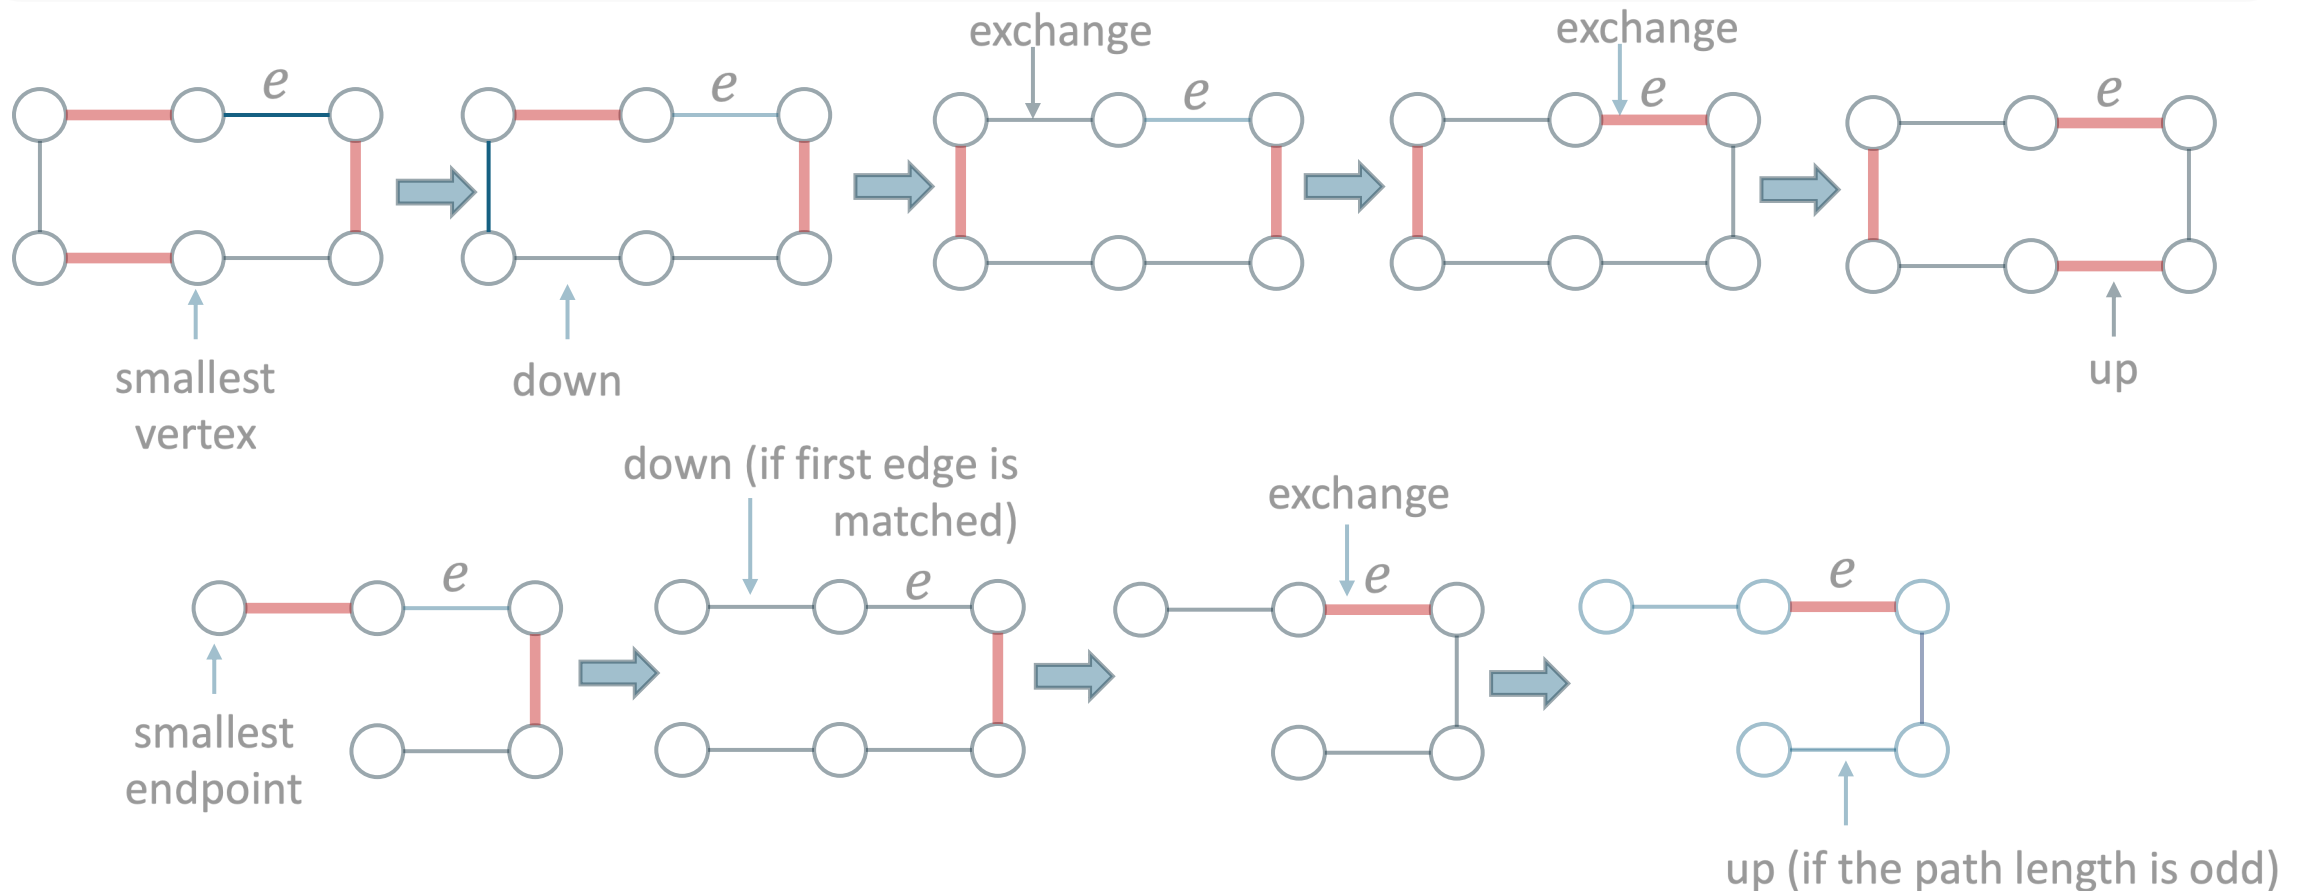 exchange
exchange
e
e
e
e
e
smallest
vertex
down
up
down (if first edge is
matched)
exchange
e
e
e
e
smallest
endpoint
up (if the path length is odd)